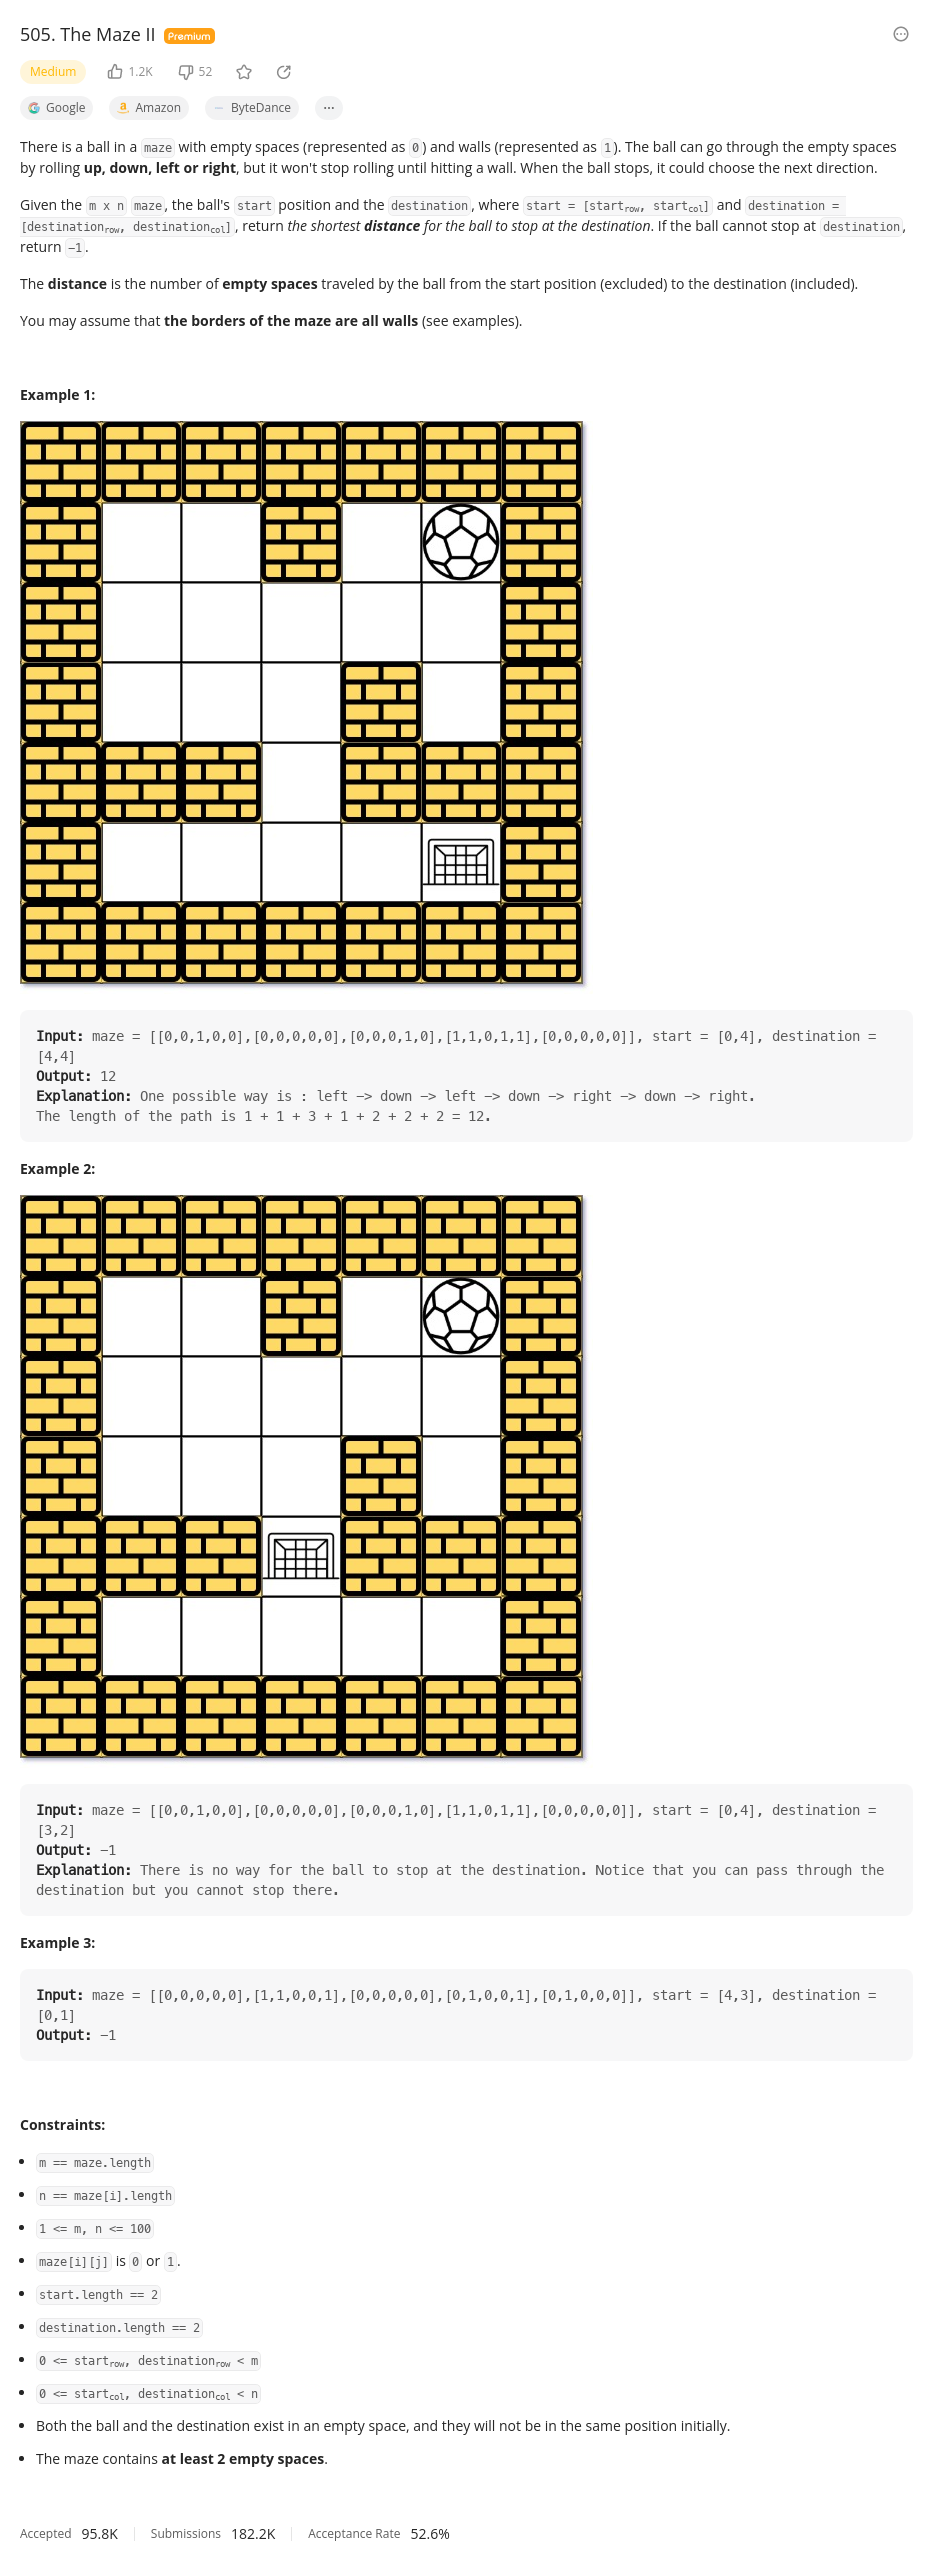 505. The Maze II Premium
Medium 1.2K 52
Google Amazon ByteDance ...
There is a ball in a maze with empty spaces (represented as 0) and walls (represented as 1). The ball can go through the empty spaces
by rolling up, down, left or right, but it won't stop rolling until hitting a wall. When the ball stops, it could choose the next direction.
Given the m x n maze, the ball's start position and the destination, where start = [startrow, startcol] and destination =
[destinationrow, destinationcol], return the shortest distance for the ball to stop at the destination. If the ball cannot stop at destination,
return -1.
The distance is the number of empty spaces traveled by the ball from the start position (excluded) to the destination (included).
You may assume that the borders of the maze are all walls (see examples).
Example 1:
Input: maze = [[0,0,1,0,0],[0,0,0,0,0],[0,0,0,1,0],[1,1,0,1,1],[0,0,0,0,0]], start = [0,4], destination =
[4,4]
Output: 12
Explanation: One possible way is : left -> down -> left -> down -> right -> down -> right.
The length of the path is 1 + 1 + 3 + 1 + 2 + 2 + 2 = 12.
Example 2:
Input: maze = [[0,0,1,0,0],[0,0,0,0,0],[0,0,0,1,0],[1,1,0,1,1],[0,0,0,0,0]], start = [0,4], destination =
[3,2]
Output: -1
Explanation: There is no way for the ball to stop at the destination. Notice that you can pass through the
destination but you cannot stop there.
Example 3:
Input: maze = [[0,0,0,0,0],[1,1,0,0,1],[0,0,0,0,0],[0,1,0,0,1],[0,1,0,0,0]], start = [4,3], destination =
[0,1]
Output: -1
Constraints:
m == maze.length
n == maze[i].length
1 <= m, n <= 100
maze[i][j] is 0 or 1.
start.length == 2
destination.length == 2
0 <= startrow, destinationrow < m
0 <= startcol, destinationcol < n
Both the ball and the destination exist in an empty space, and they will not be in the same position initially.
The maze contains at least 2 empty spaces.
Accepted 95.8K Submissions 182.2K Acceptance Rate 52.6%